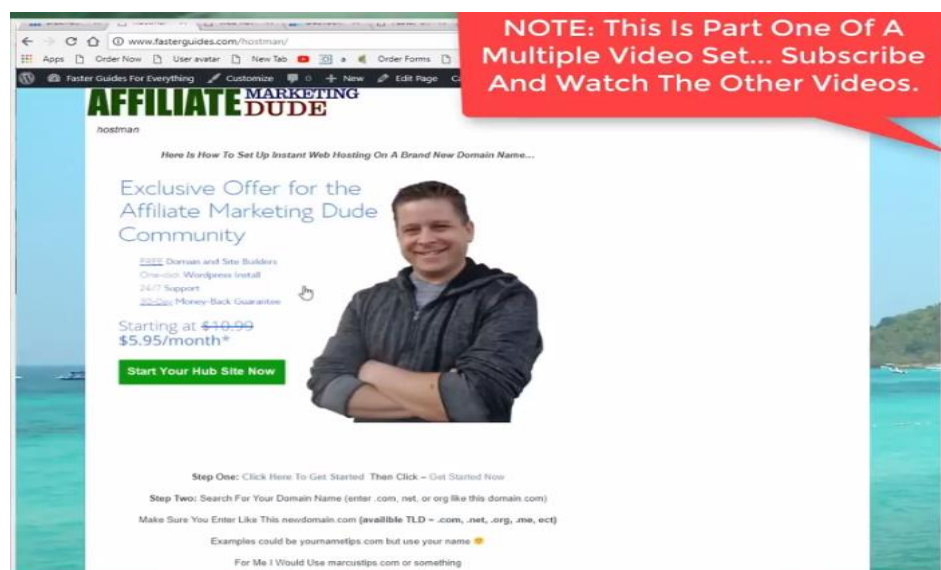 NOTE: This Is Part One Of A
Multiple Video Set... Subscribe
And Watch The Other Videos.
www.fasterguides.com/hostman/
Apps Order Now User avatar New Tab a Order Forms
Faster Guides For Everything Customize 0 + New Edit Page
AFFILIATE MARKETING DUDE
hostman
Here Is How To Set Up Instant Web Hosting On A Brand New Domain Name...
Exclusive Offer for the
Affiliate Marketing Dude
Community
FREE Domain and Site Builders
One-click Wordpress Install
24/7 Support
30-Day Money-Back Guarantee
Starting at $10.99
$5.95/month*
Start Your Hub Site Now
Step One: Click Here To Get Started Then Click – Get Started Now
Step Two: Search For Your Domain Name (enter .com, net, or org like this domain.com)
Make Sure You Enter Like This newdomain.com (availible TLD – .com, .net, .org, .me, ect)
Examples could be yournametips.com but use your name
For Me I Would Use marcustips.com or something